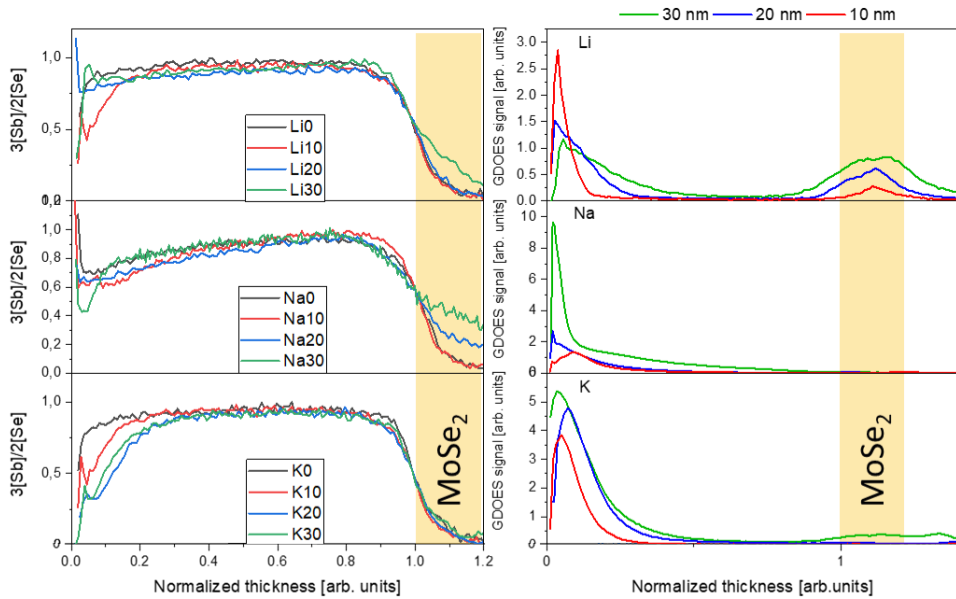 30 nm 20 nm 10 nm
3[Sb]/2[Se]
1,0
0,5
1,2
Li0
Li10
Li20
Li30
3[Sb]/2[Se]
1,0
0,8
0,6
0,4
0,2
0,0
Na0
Na10
Na20
Na30
3[Sb]/2[Se]
1,0
0,5
0
K0
K10
K20
K30
MoSe2
0,0 0,2 0,4 0,6 0,8 1.0 1.2
Normalized thickness [arb. units]
GDOES signal [arb. units]
3.0
2.5
2.0
1.5
1.0
0.5
0.0
Li
GDOES signal [arb. units]
10
8
6
4
2
Na
GDOES signal [arb. units]
5
4
3
2
1
0
K
MoSe2
0 1
Normalized thickness [arb.units]